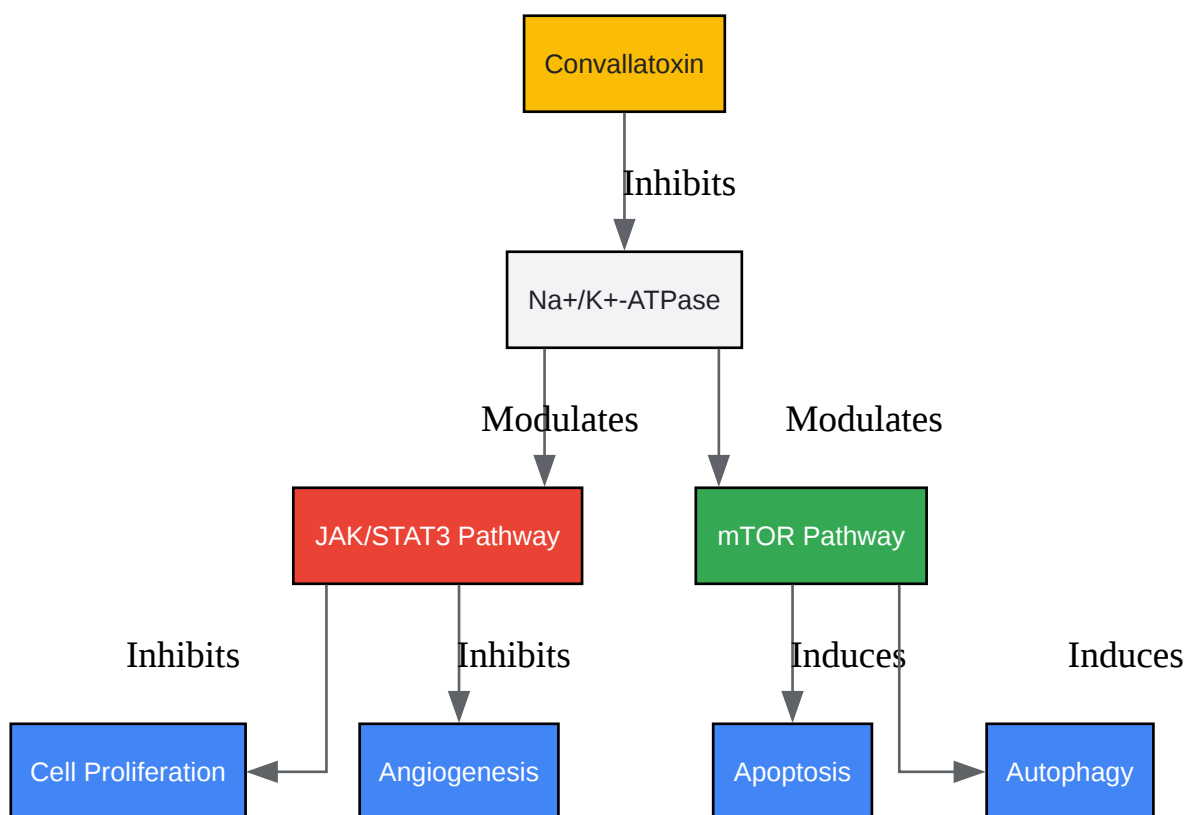 Convallatoxin
Inhibits
Na+/K+-ATPase
Modulates
Modulates
JAK/STAT3 Pathway
mTOR Pathway
Inhibits
Inhibits
Induces
Induces
Cell Proliferation
Angiogenesis
Apoptosis
Autophagy